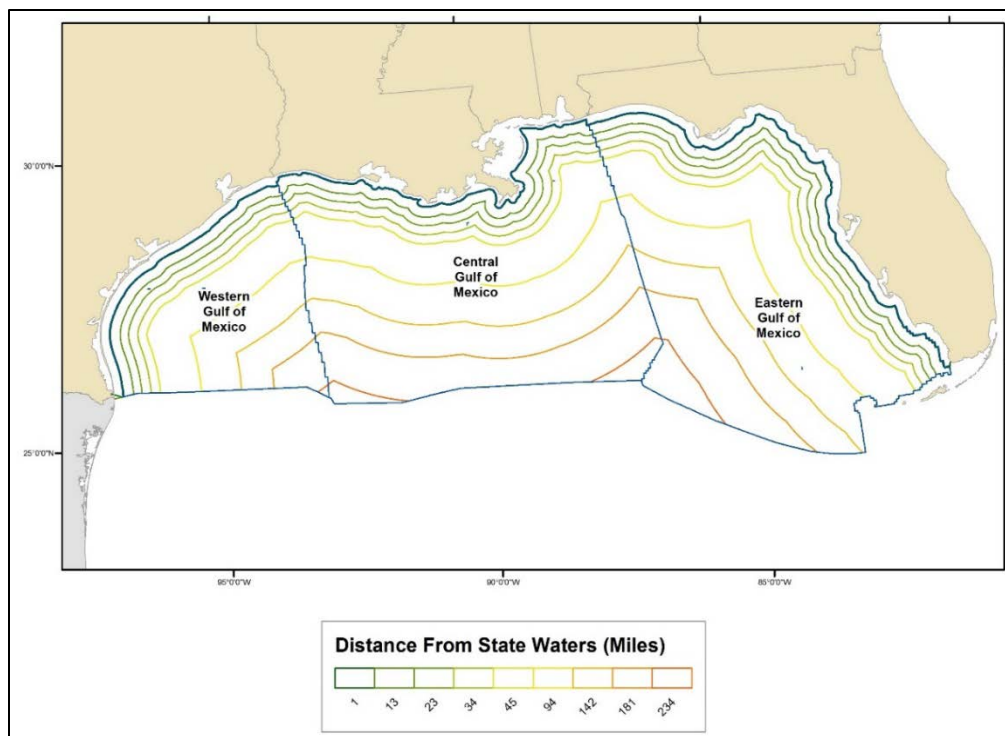 30°0'0"N
Central
Gulf of
Mexico
Western
Gulf of
Mexico
Eastern
Gulf of
Mexico
25°0'0"N
95°0'0"W
90°0'0"W
85°0'0"W
Distance From State Waters (Miles)
1
13
23
34
45
94
142
181
234